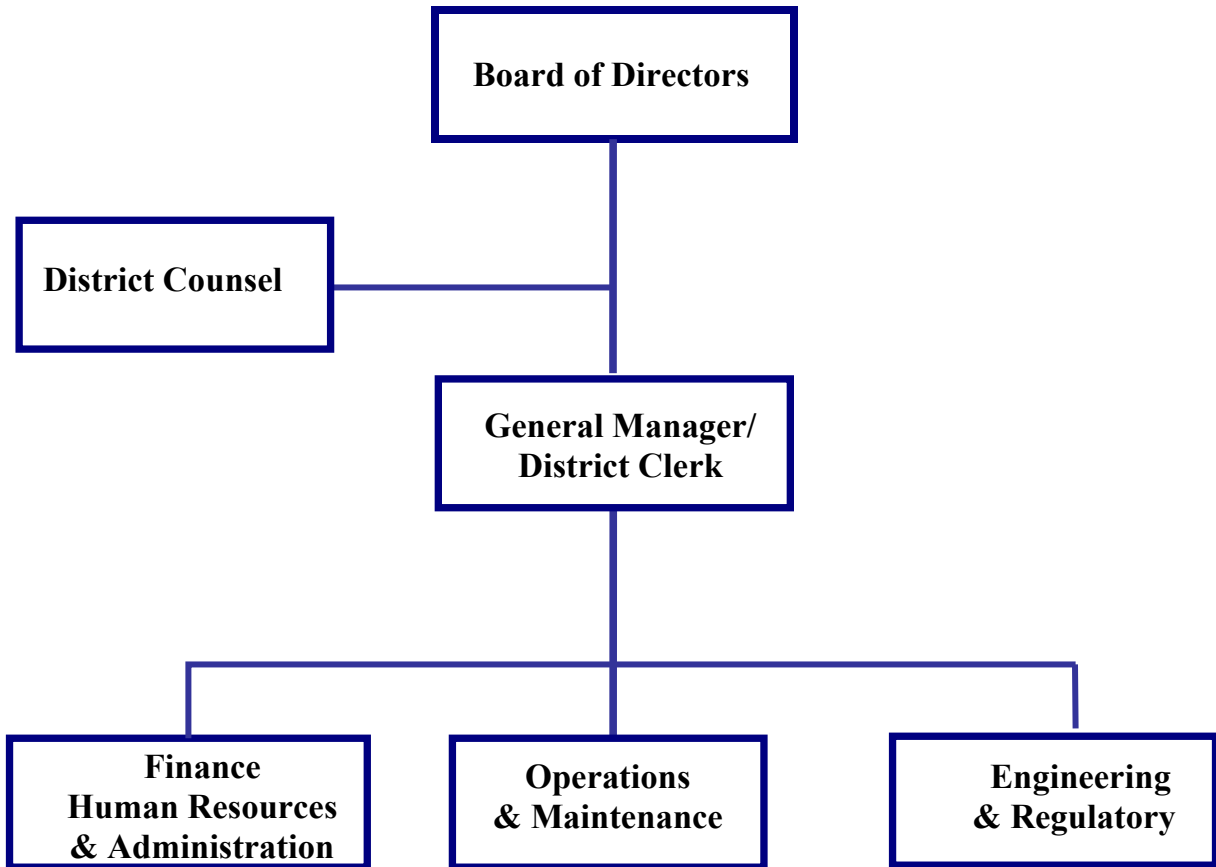 Board of Directors
District Counsel
General Manager/
District Clerk
Finance
Human Resources
& Administration
Operations
& Maintenance
Engineering
& Regulatory